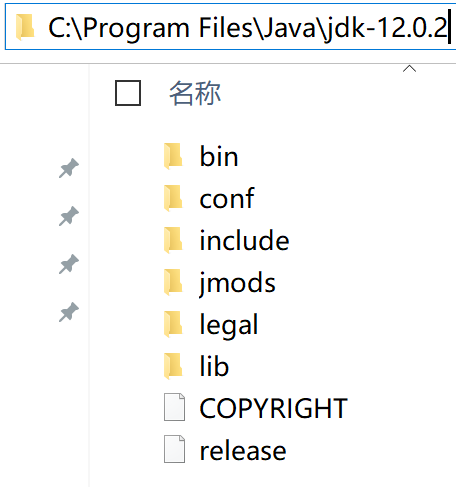 C:\Program Files\Java\jdk-12.0.2
名称
bin
conf
include
jmods
legal
lib
COPYRIGHT
release